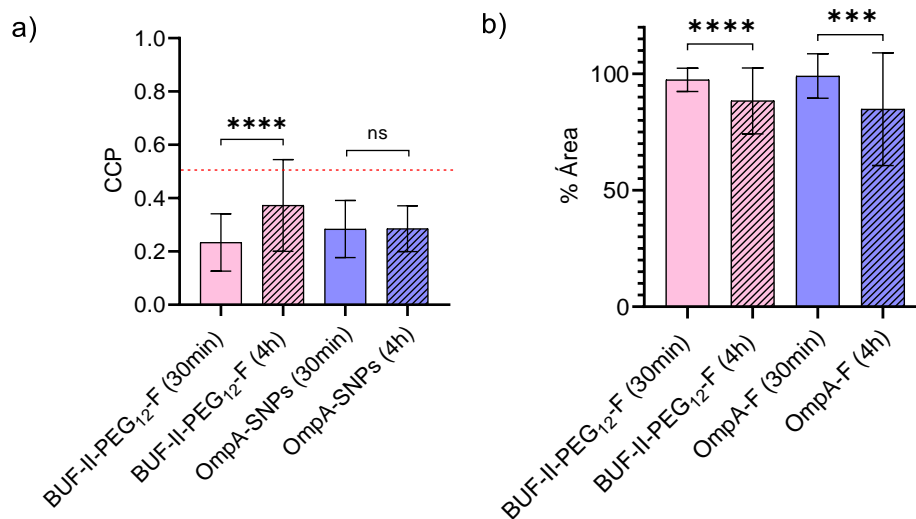 a)
CCP
1.0
0.8
0.6
0.4
0.2
0.0
****
ns
BUF-II-PEG₁₂-F (30min)
BUF-II-PEG₁₂-F (4h)
OmpA-SNPs (30min)
OmpA-SNPs (4h)
b)
% Área
100
50
0
****
***
BUF-II-PEG₁₂-F (30min)
BUF-II-PEG₁₂-F (4h)
OmpA-F (30min)
OmpA-F (4h)